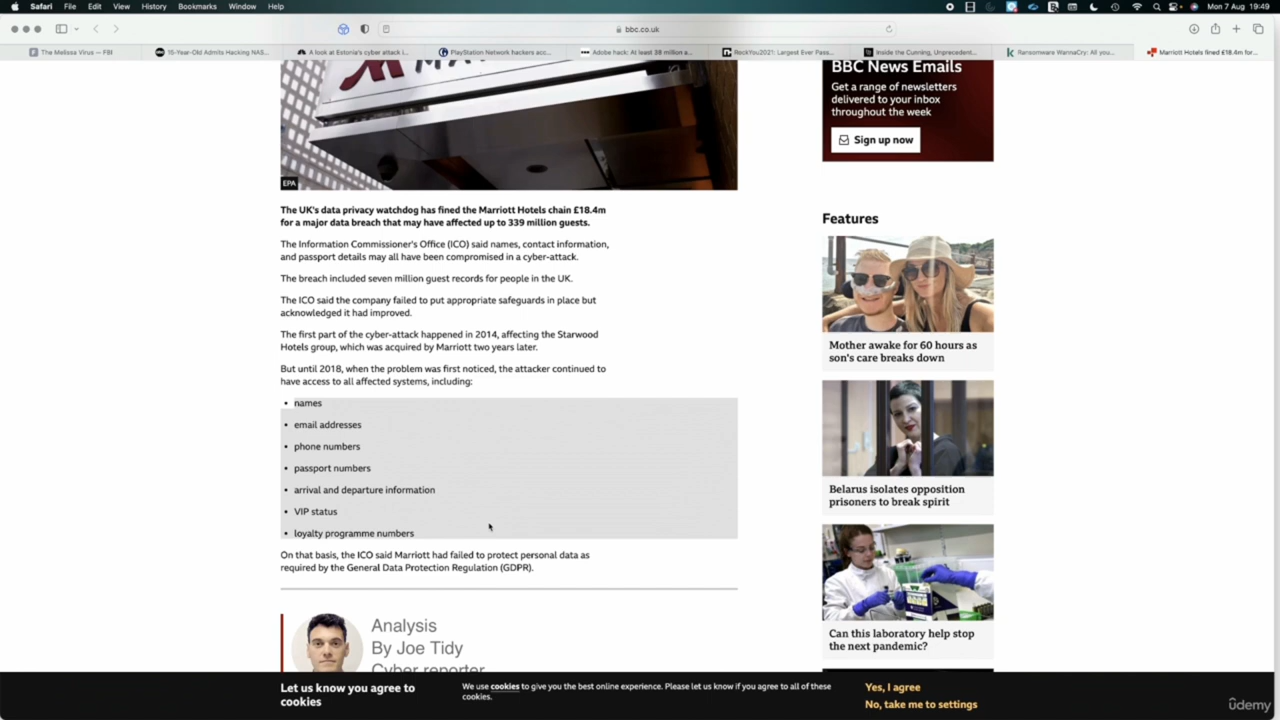 Safari File Edit View History Bookmarks Window Help Mon 7 Aug 19:49
bbc.co.uk
The Melissa Virus — FBI
15-Year-Old Admits Hacking NAS...
A look at Estonia's cyber attack i...
PlayStation Network hackers acc...
Adobe hack: At least 38 million a...
RockYou2021: Largest Ever Pass...
Inside the Cunning, Unprecedent...
Ransomware WannaCry: All you...
Marriott Hotels fined £18.4m for...
EPA
The UK's data privacy watchdog has fined the Marriott Hotels chain £18.4m
for a major data breach that may have affected up to 339 million guests.
The Information Commissioner's Office (ICO) said names, contact information,
and passport details may all have been compromised in a cyber-attack.
The breach included seven million guest records for people in the UK.
The ICO said the company failed to put appropriate safeguards in place but
acknowledged it had improved.
The first part of the cyber-attack happened in 2014, affecting the Starwood
Hotels group, which was acquired by Marriott two years later.
But until 2018, when the problem was first noticed, the attacker continued to
have access to all affected systems, including:
• names
• email addresses
• phone numbers
• passport numbers
• arrival and departure information
• VIP status
• loyalty programme numbers
On that basis, the ICO said Marriott had failed to protect personal data as
required by the General Data Protection Regulation (GDPR).
Analysis
By Joe Tidy
Cyber reporter
BBC News Emails
Get a range of newsletters
delivered to your inbox
throughout the week
Sign up now
Features
Mother awake for 60 hours as
son's care breaks down
Belarus isolates opposition
prisoners to break spirit
Can this laboratory help stop
the next pandemic?
Let us know you agree to
cookies
We use cookies to give you the best online experience. Please let us know if you agree to all of these
cookies.
Yes, I agree
No, take me to settings
ûdemy